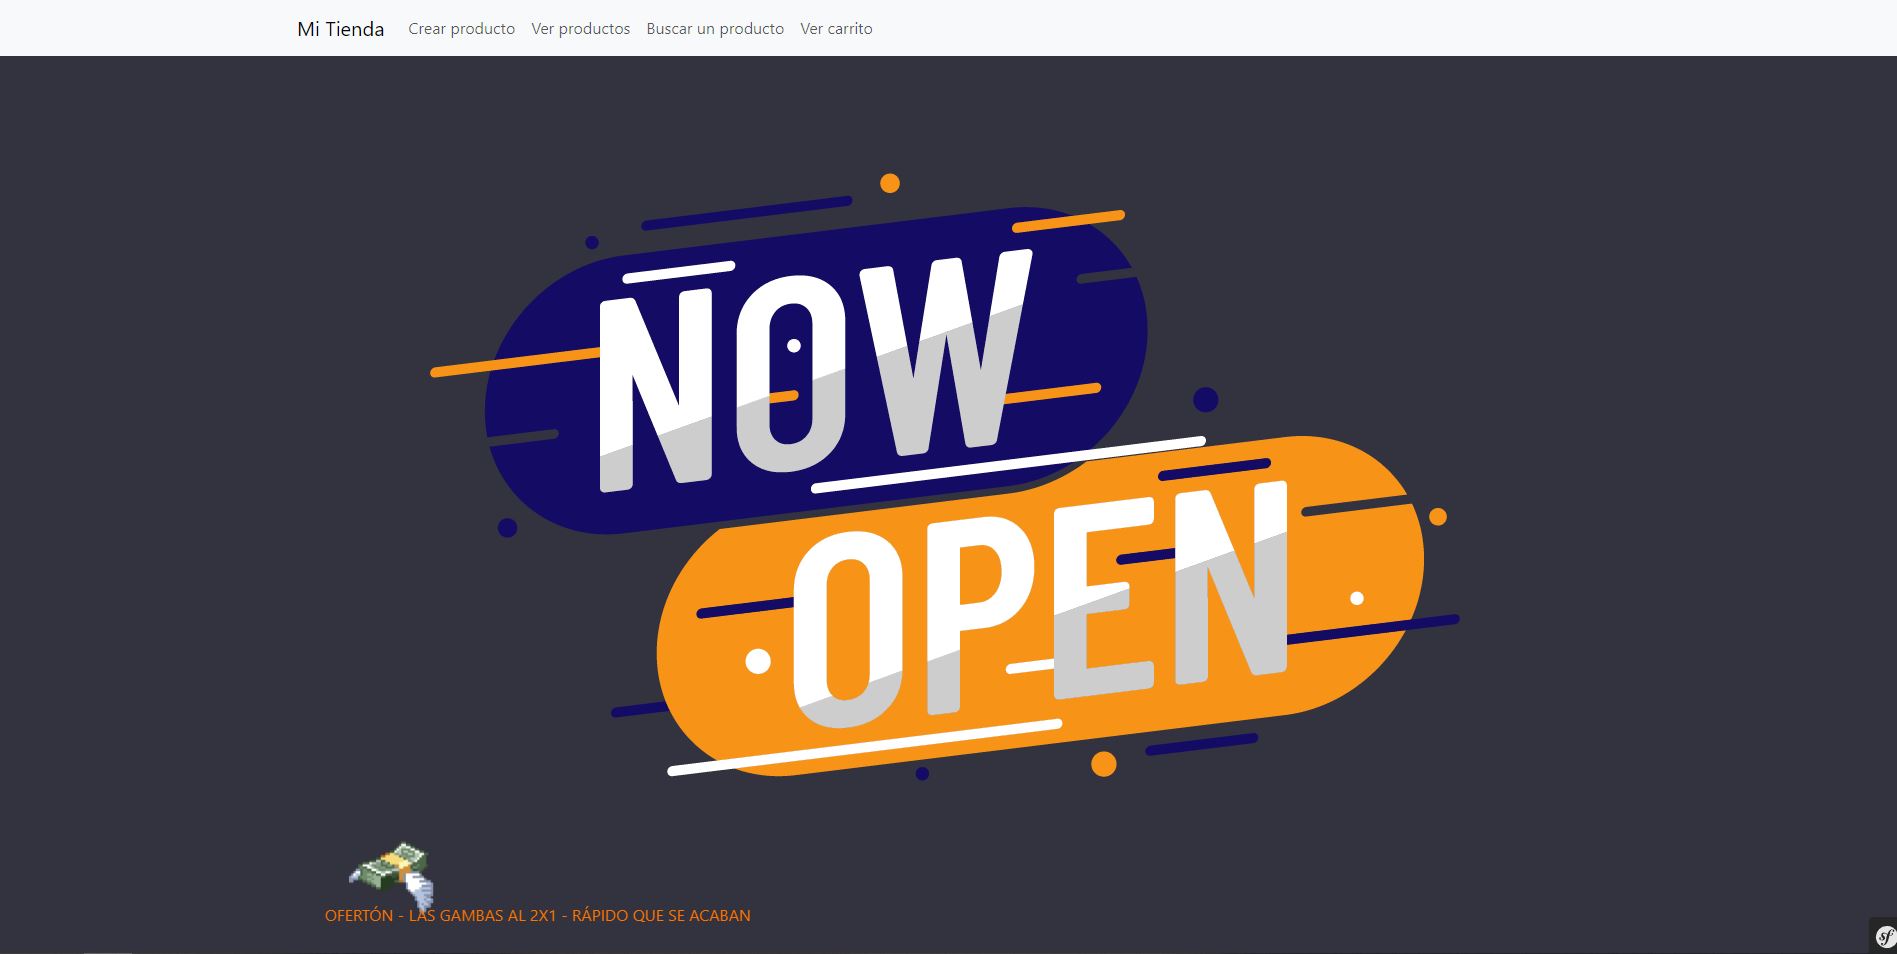 Mi Tienda Crear producto Ver productos Buscar un producto Ver carrito
NOW
OPEN
OFERTÓN - LAS GAMBAS AL 2X1 - RÁPIDO QUE SE ACABAN
sf